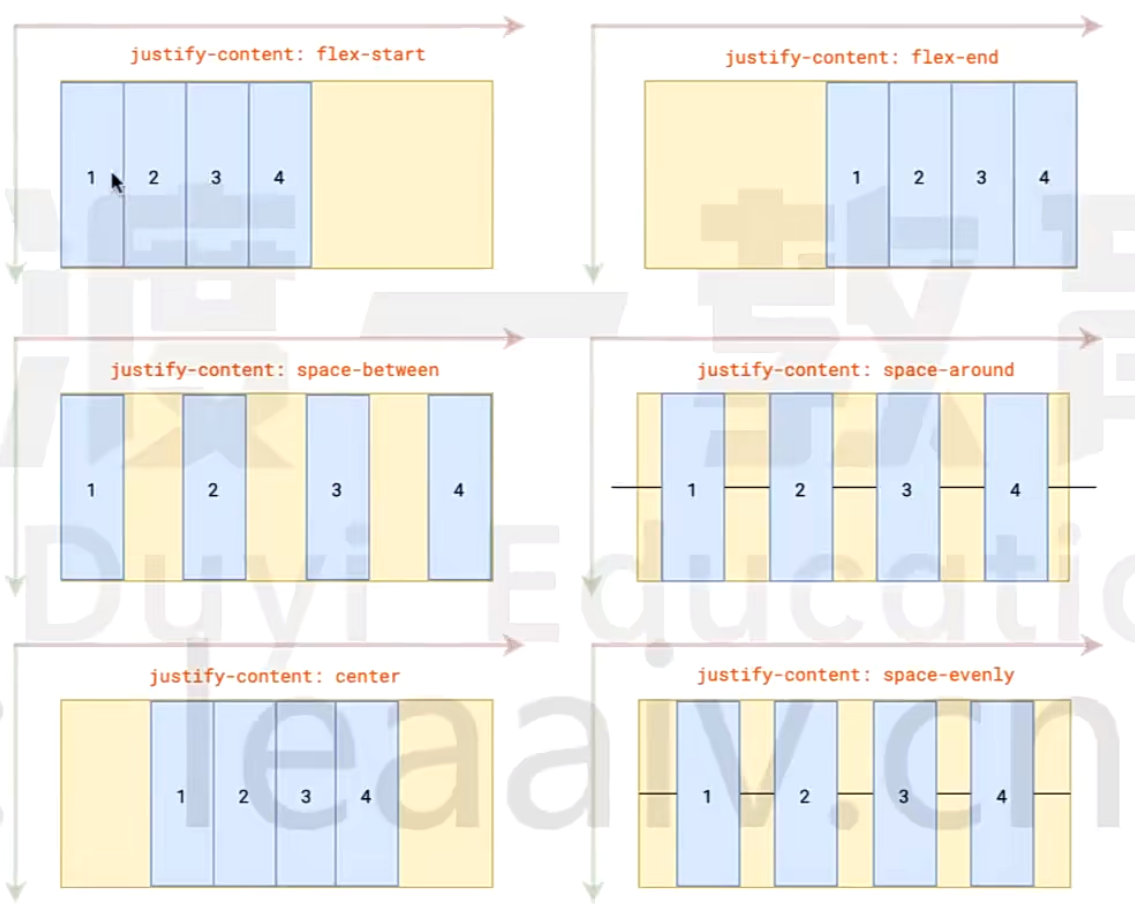 justify-content: flex-start
1 2 3 4
justify-content: flex-end
1 2 3 4
justify-content: space-between
1 2 3 4
justify-content: space-around
1 2 3 4
Duyi Educatio
justify-content: center
1 2 3 4
justify-content: space-evenly
1 2 3 4
leaaiv.cn